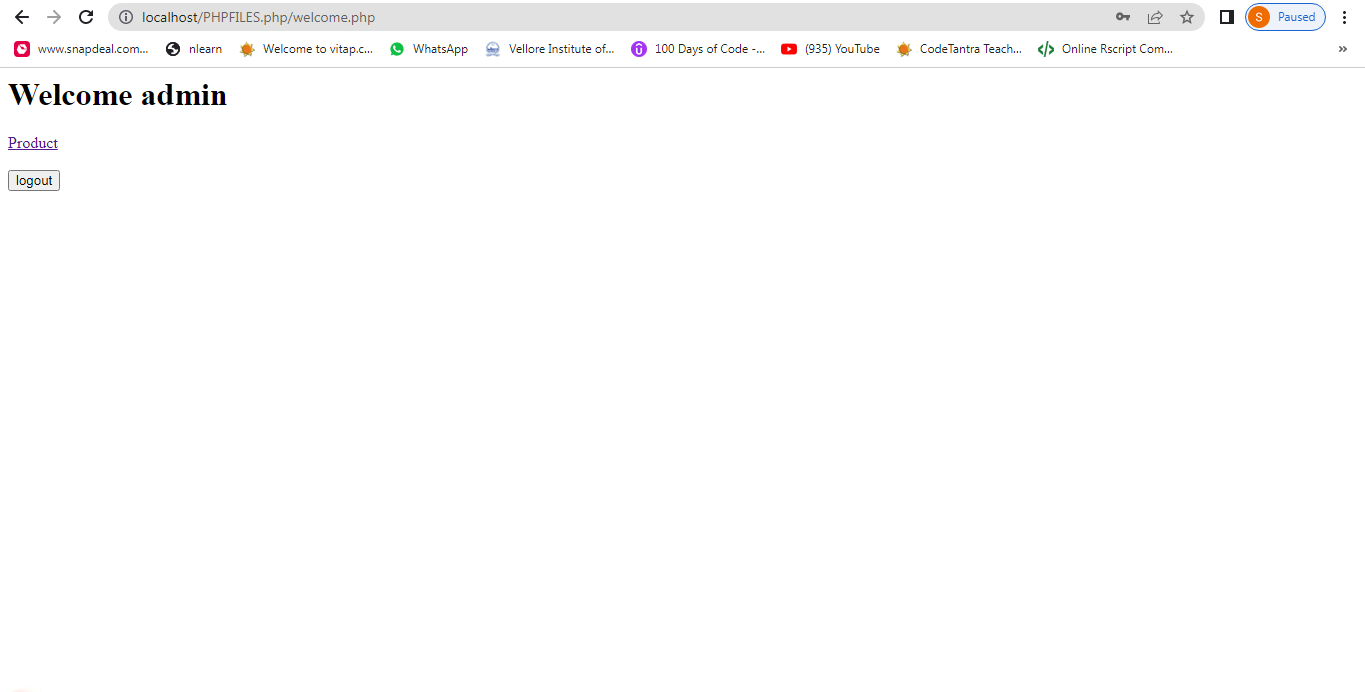 localhost/PHPFILES.php/welcome.php
S Paused
www.snapdeal.com... nlearn Welcome to vitap.c... WhatsApp Vellore Institute of... 100 Days of Code -... (935) YouTube CodeTantra Teach... Online Rscript Com... »
Welcome admin
Product
logout